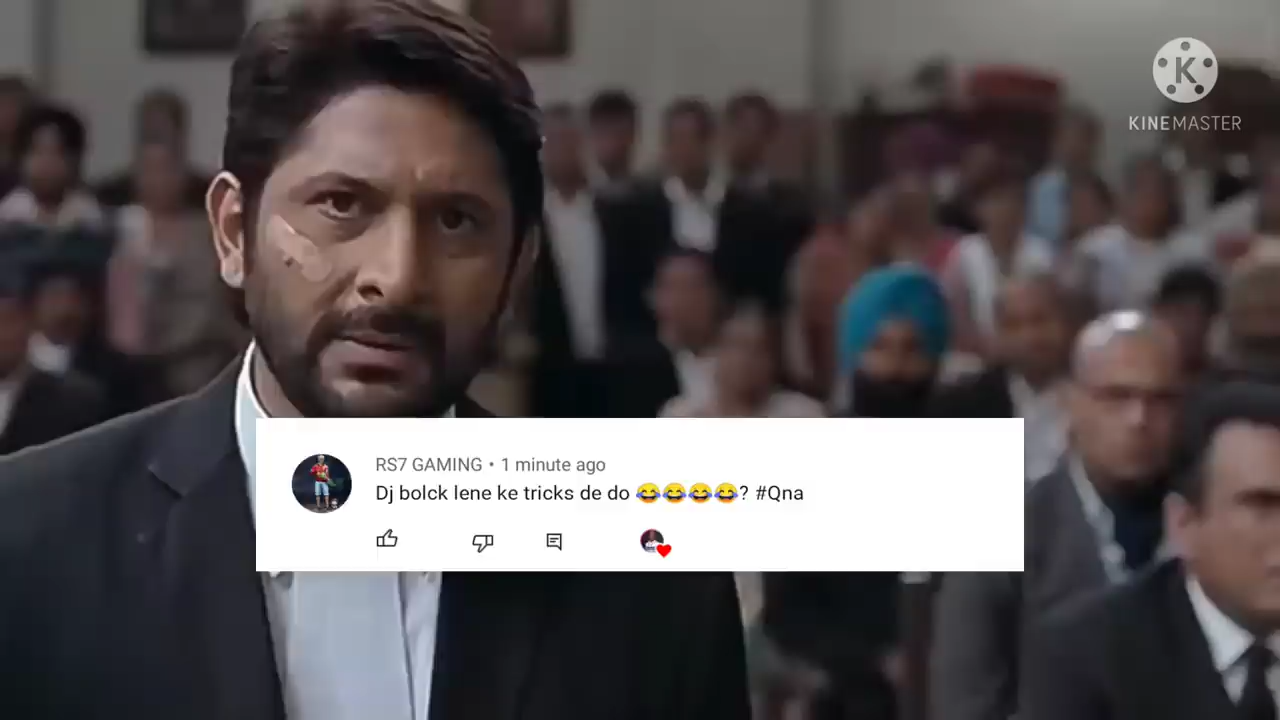 K
KINEMASTER
RS7 GAMING • 1 minute ago
Dj bolck lene ke tricks de do 😂😂😂😂? #Qna